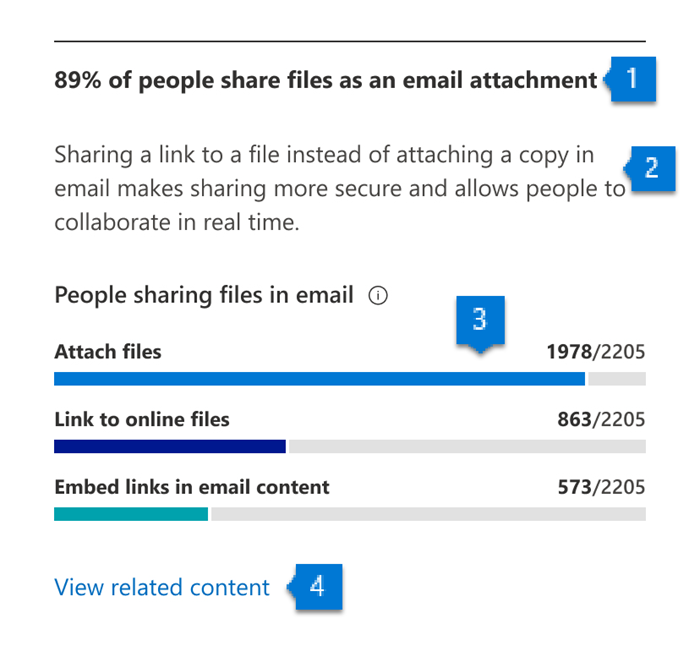 89% of people share files as an email attachment 1
Sharing a link to a file instead of attaching a copy in
email makes sharing more secure and allows people to 2
collaborate in real time.
People sharing files in email
3
Attach files 1978/2205
Link to online files 863/2205
Embed links in email content 573/2205
View related content 4